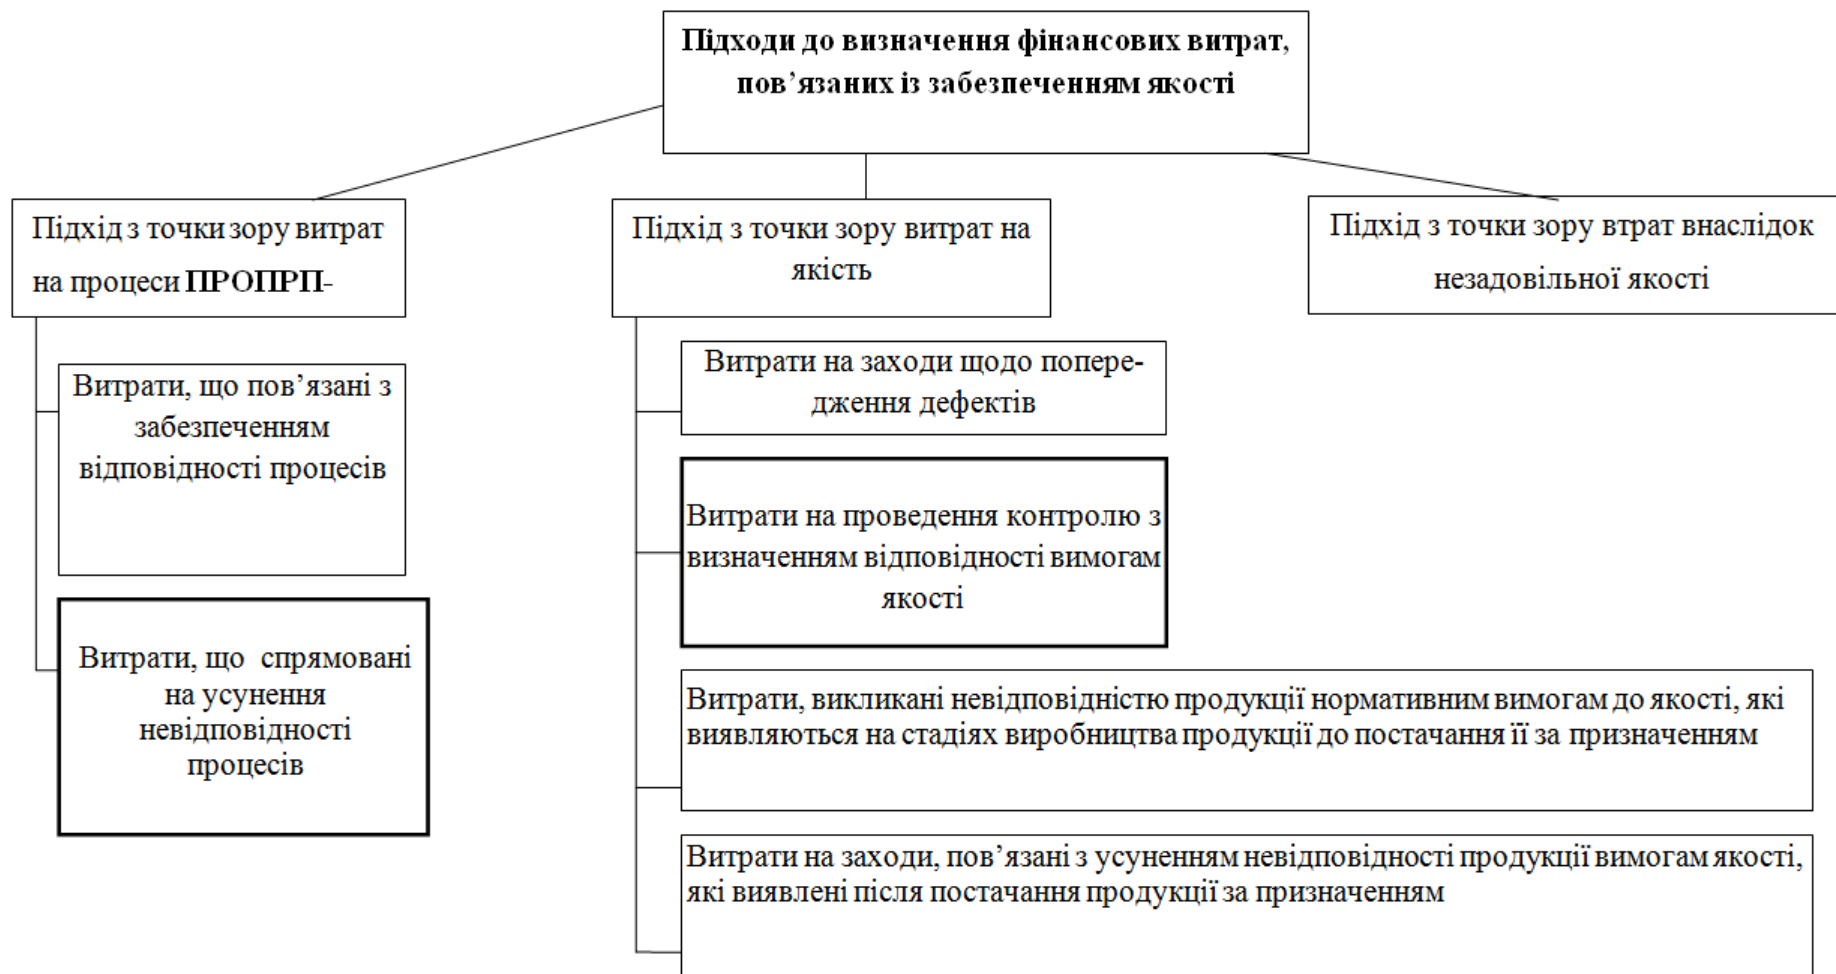 Підходи до визначення фінансових витрат,
пов’язаних із забезпеченням якості
Підхід з точки зору витрат
на процеси ПРОПРП-
Витрати, що пов’язані з
забезпеченням
відповідності процесів
Витрати, що спрямовані
на усунення
невідповідності
процесів
Підхід з точки зору витрат на
якість
Витрати на заходи щодо попере-
дження дефектів
Витрати на проведення контролю з
визначенням відповідності вимогам
якості
Витрати, викликані невідповідністю продукції нормативним вимогам до якості, які
виявляються на стадіях виробництва продукції до постачання її за призначенням
Витрати на заходи, пов’язані з усуненням невідповідності продукції вимогам якості,
які виявлені після постачання продукції за призначенням
Підхід з точки зору втрат внаслідок
незадовільної якості